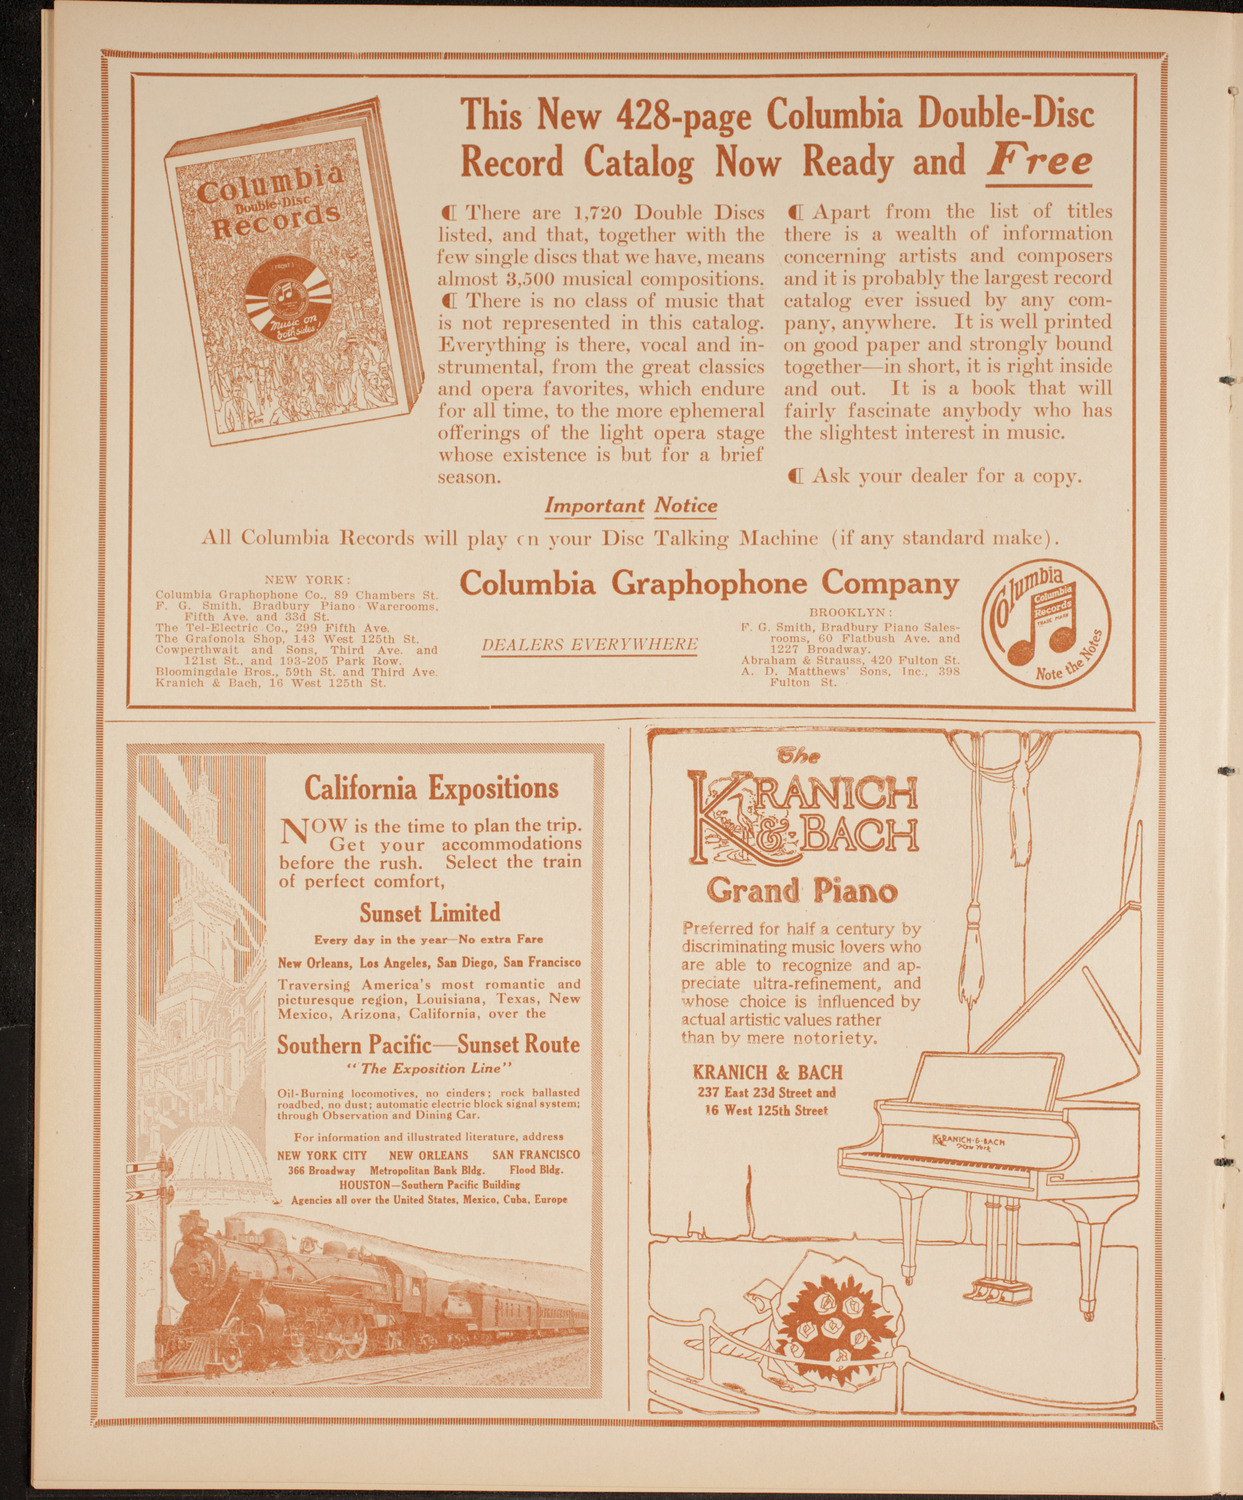 This New 428-page Columbia Double-Disc
Record Catalog Now Ready and Free
Columbia
Double-Disc
Records
(FRONT)
Music on
both sides!
¶ There are 1,720 Double Discs
listed, and that, together with the
few single discs that we have, means
almost 3,500 musical compositions.
¶ There is no class of music that
is not represented in this catalog.
Everything is there, vocal and in-
strumental, from the great classics
and opera favorites, which endure
for all time, to the more ephemeral
offerings of the light opera stage
whose existence is but for a brief
season.
¶ Apart from the list of titles
there is a wealth of information
concerning artists and composers
and it is probably the largest record
catalog ever issued by any com-
pany, anywhere. It is well printed
on good paper and strongly bound
together—in short, it is right inside
and out. It is a book that will
fairly fascinate anybody who has
the slightest interest in music.
¶ Ask your dealer for a copy.
Important Notice
All Columbia Records will play on your Disc Talking Machine (if any standard make).
NEW YORK:
Columbia Graphophone Co., 89 Chambers St.
F. G. Smith, Bradbury Piano Warerooms,
Fifth Ave. and 33d St.
The Tel-Electric Co., 299 Fifth Ave.
The Grafonola Shop, 143 West 125th St.
Cowperthwait and Sons, Third Ave. and
121st St., and 193-205 Park Row.
Bloomingdale Bros., 59th St. and Third Ave.
Kranich & Bach, 16 West 125th St.
Columbia Graphophone Company
DEALERS EVERYWHERE
BROOKLYN:
F. G. Smith, Bradbury Piano Sales-
rooms, 60 Flatbush Ave. and
1227 Broadway.
Abraham & Straus, 420 Fulton St.
A. D. Matthews' Sons, Inc., 398
Fulton St.
Columbia
Columbia
Records
TRADE MARK
Note the Notes
California Expositions
NOW is the time to plan the trip.
Get your accommodations
before the rush. Select the train
of perfect comfort,
Sunset Limited
Every day in the year—No extra Fare
New Orleans, Los Angeles, San Diego, San Francisco
Traversing America's most romantic and
picturesque region, Louisiana, Texas, New
Mexico, Arizona, California, over the
Southern Pacific—Sunset Route
"The Exposition Line"
Oil-Burning locomotives, no cinders; rock ballasted
roadbed, no dust; automatic electric block signal system;
through Observation and Dining Car.
For information and illustrated literature, address
NEW YORK CITY NEW ORLEANS SAN FRANCISCO
366 Broadway Metropolitan Bank Bldg. Flood Bldg.
HOUSTON—Southern Pacific Building
Agencies all over the United States, Mexico, Cuba, Europe
The
KRANICH
& BACH
Grand Piano
Preferred for half a century by
discriminating music lovers who
are able to recognize and ap-
preciate ultra-refinement, and
whose choice is influenced by
actual artistic values rather
than by mere notoriety.
KRANICH & BACH
237 East 23d Street and
16 West 125th Street
KRANICH & BACH
New York